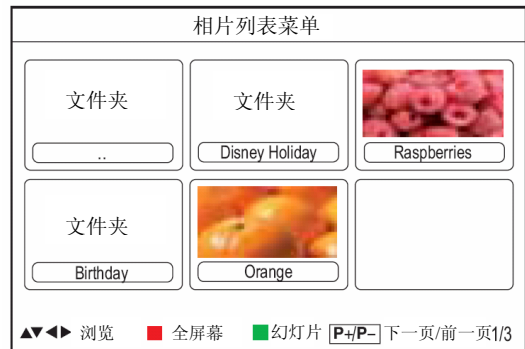 相片列表菜单
文件夹 文件夹
.. Disney Holiday Raspberries
文件夹
Birthday Orange
▲▼◀▶ 浏览 全屏幕 幻灯片 P+/P− 下一页/前一页1/3